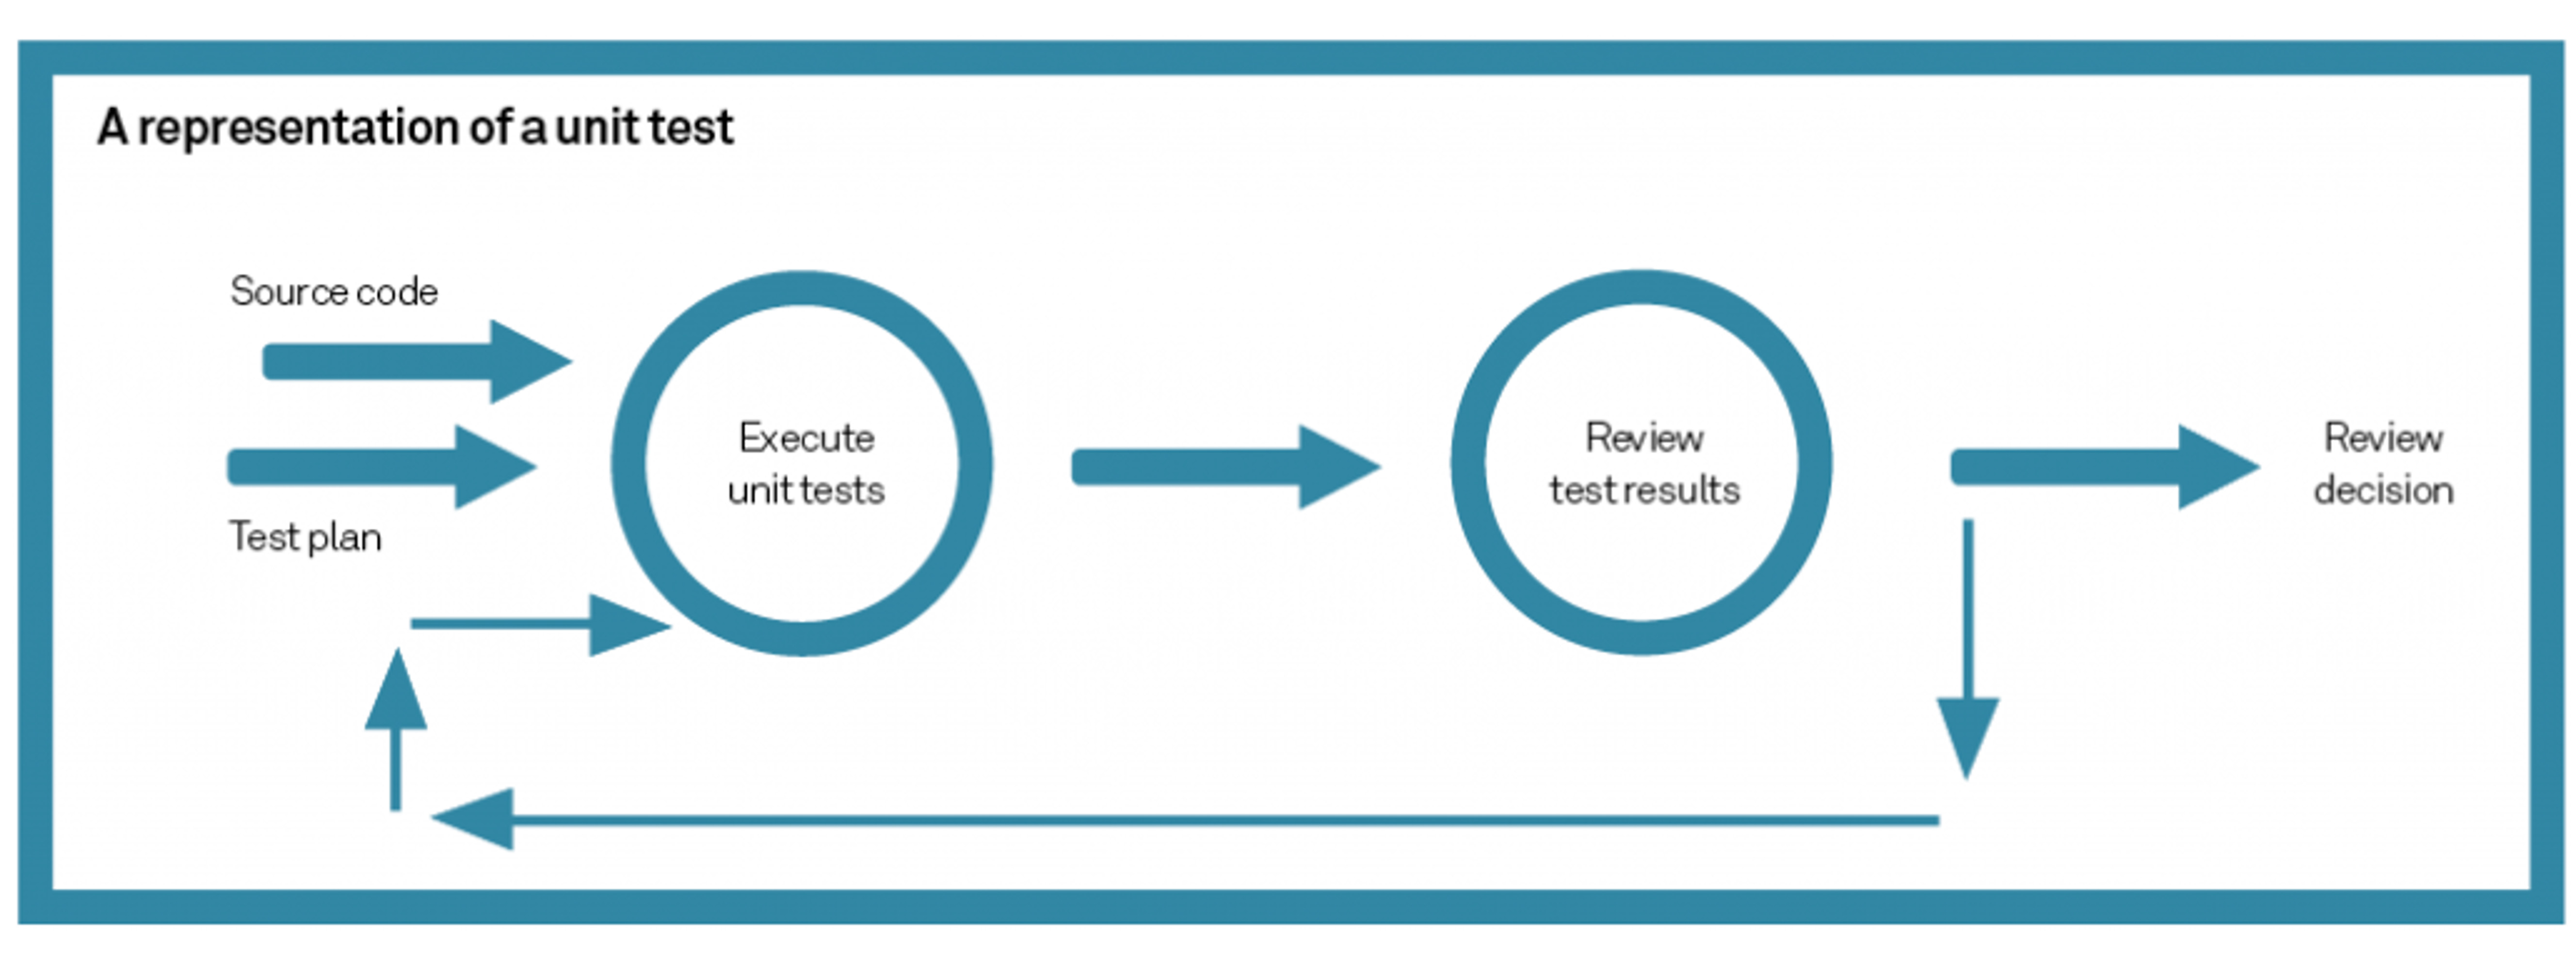 A representation of a unit test
Source code
Test plan
Execute
unit tests
Review
test results
Review
decision